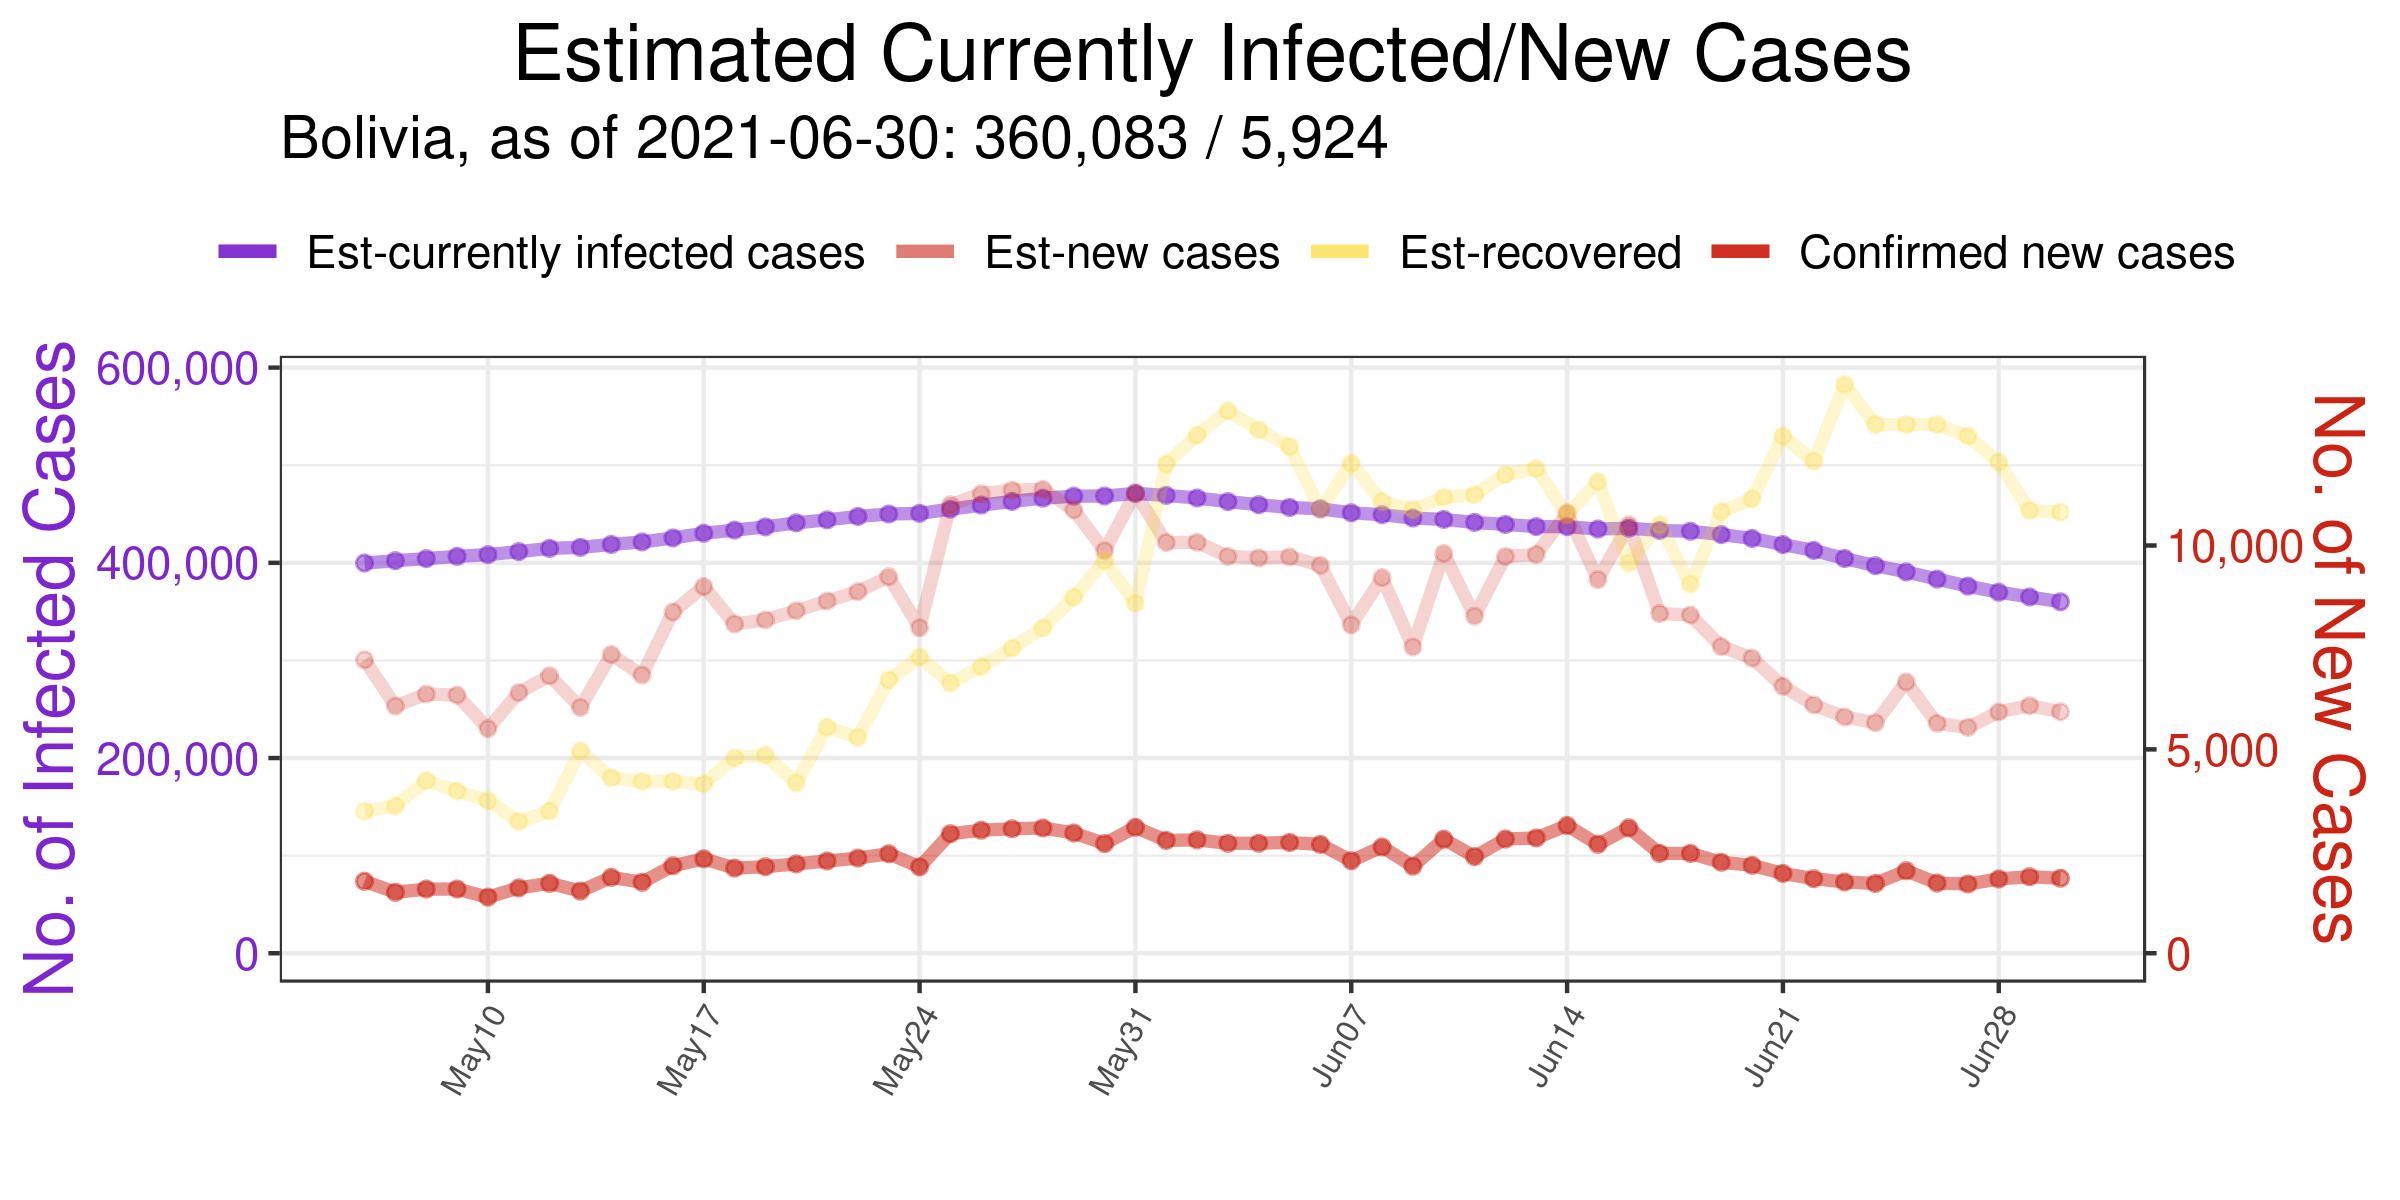 Estimated Currently Infected/New Cases
Bolivia, as of 2021-06-30: 360,083 / 5,924
Est-currently infected cases Est-new cases Est-recovered Confirmed new cases
No. of Infected Cases
600,000
400,000
200,000
0
10,000
5,000
0
No. of New Cases
May10 May17 May24 May31 Jun07 Jun14 Jun21 Jun28